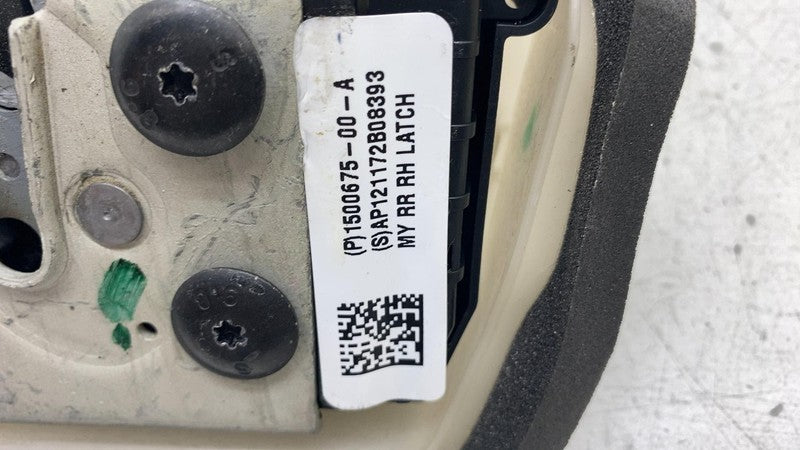 (P)1500675-00-A
(S)AP121172B08393
MY RR RH LATCH